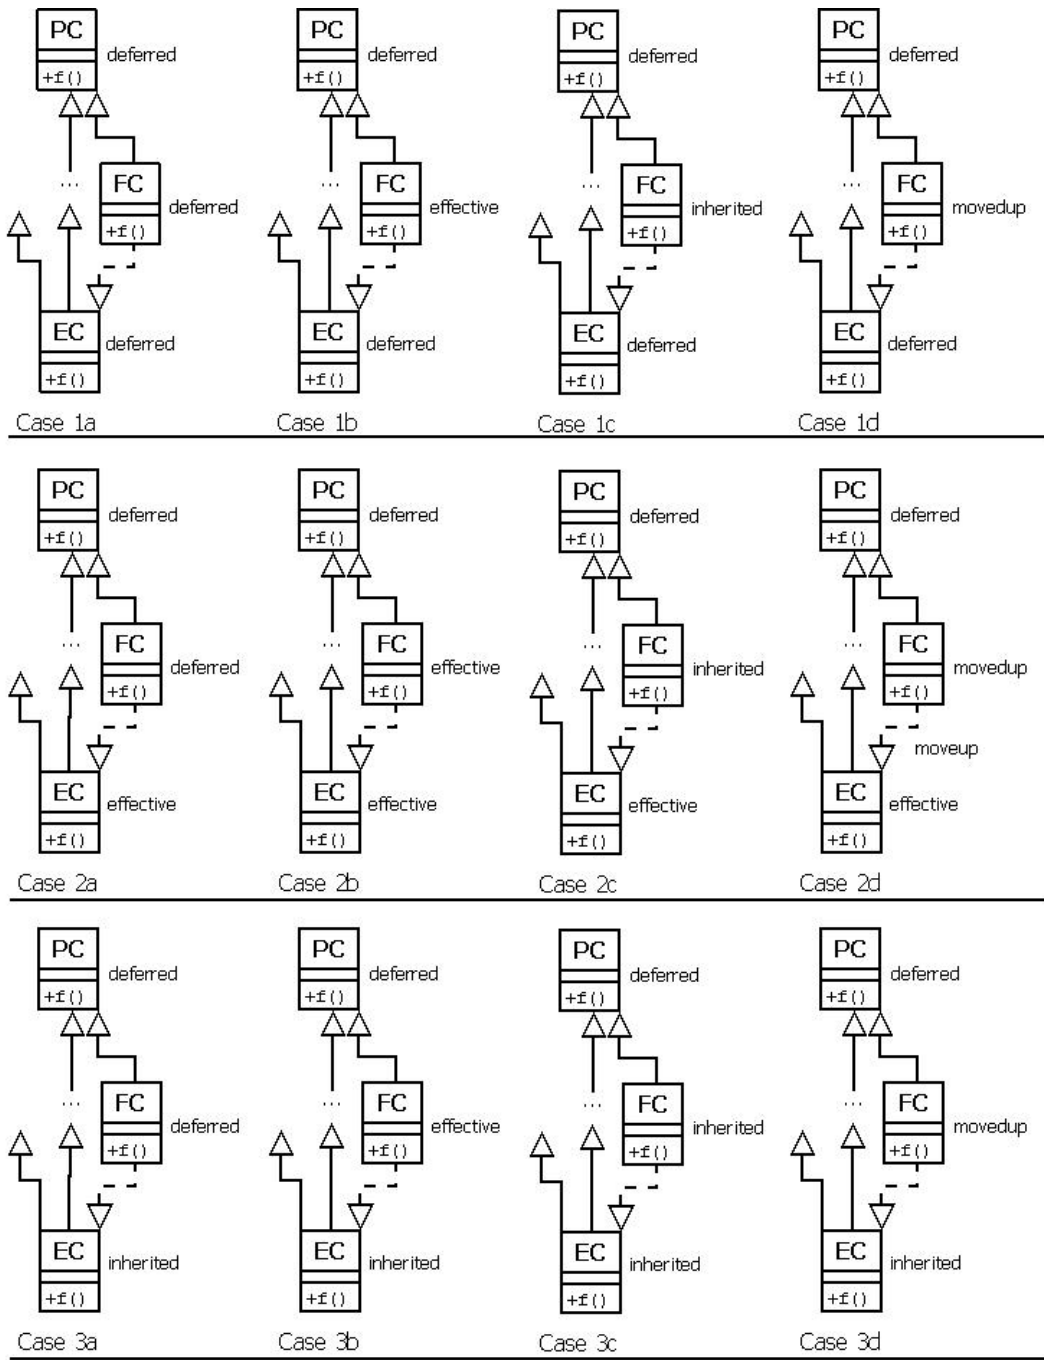 PC PC PC PC
deferred deferred deferred deferred
+f() +f() +f() +f()
... ... ... ...
FC FC FC FC
deferred effective inherited movedup
+f() +f() +f() +f()
EC EC EC EC
deferred deferred deferred deferred
+f() +f() +f() +f()
Case 1a Case 1b Case 1c Case 1d
PC PC PC PC
deferred deferred deferred deferred
+f() +f() +f() +f()
... ... ... ...
FC FC FC FC
deferred effective inherited movedup
+f() +f() +f() +f()
moveup
EC EC EC EC
effective effective effective effective
+f() +f() +f() +f()
Case 2a Case 2b Case 2c Case 2d
PC PC PC PC
deferred deferred deferred deferred
+f() +f() +f() +f()
... ... ... ...
FC FC FC FC
deferred effective inherited movedup
+f() +f() +f() +f()
EC EC EC EC
inherited inherited inherited inherited
+f() +f() +f() +f()
Case 3a Case 3b Case 3c Case 3d